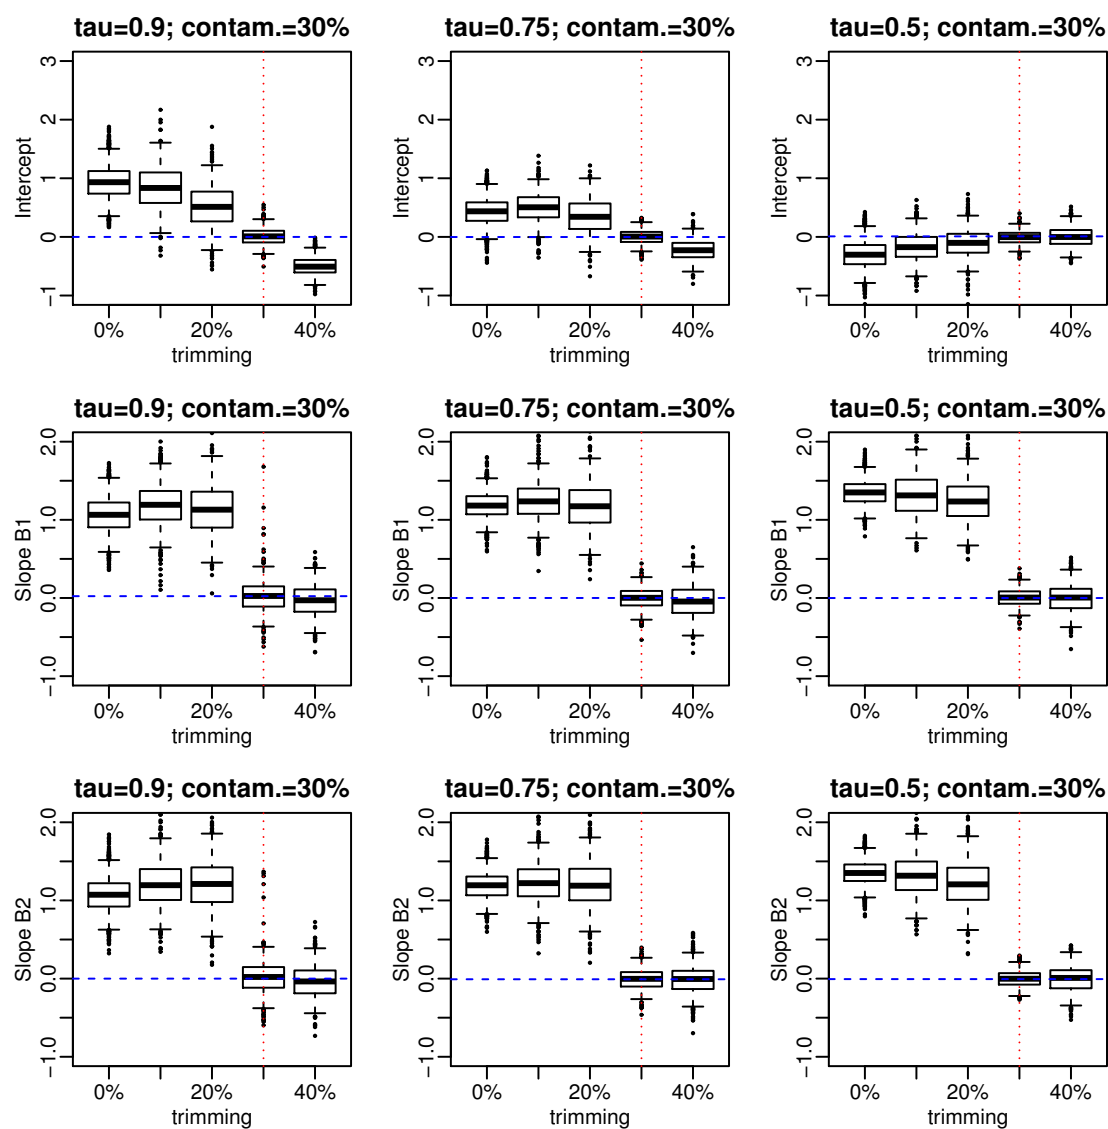 tau=0.9; contam.=30%
tau=0.75; contam.=30%
tau=0.5; contam.=30%
Intercept
3
2
1
0
−1
0%
20%
40%
trimming
Intercept
3
2
1
0
−1
0%
20%
40%
trimming
Intercept
3
2
1
0
−1
0%
20%
40%
trimming
tau=0.9; contam.=30%
tau=0.75; contam.=30%
tau=0.5; contam.=30%
Slope B1
2.0
1.0
0.0
−1.0
0%
20%
40%
trimming
Slope B1
2.0
1.0
0.0
−1.0
0%
20%
40%
trimming
Slope B1
2.0
1.0
0.0
−1.0
0%
20%
40%
trimming
tau=0.9; contam.=30%
tau=0.75; contam.=30%
tau=0.5; contam.=30%
Slope B2
2.0
1.0
0.0
−1.0
0%
20%
40%
trimming
Slope B2
2.0
1.0
0.0
−1.0
0%
20%
40%
trimming
Slope B2
2.0
1.0
0.0
−1.0
0%
20%
40%
trimming